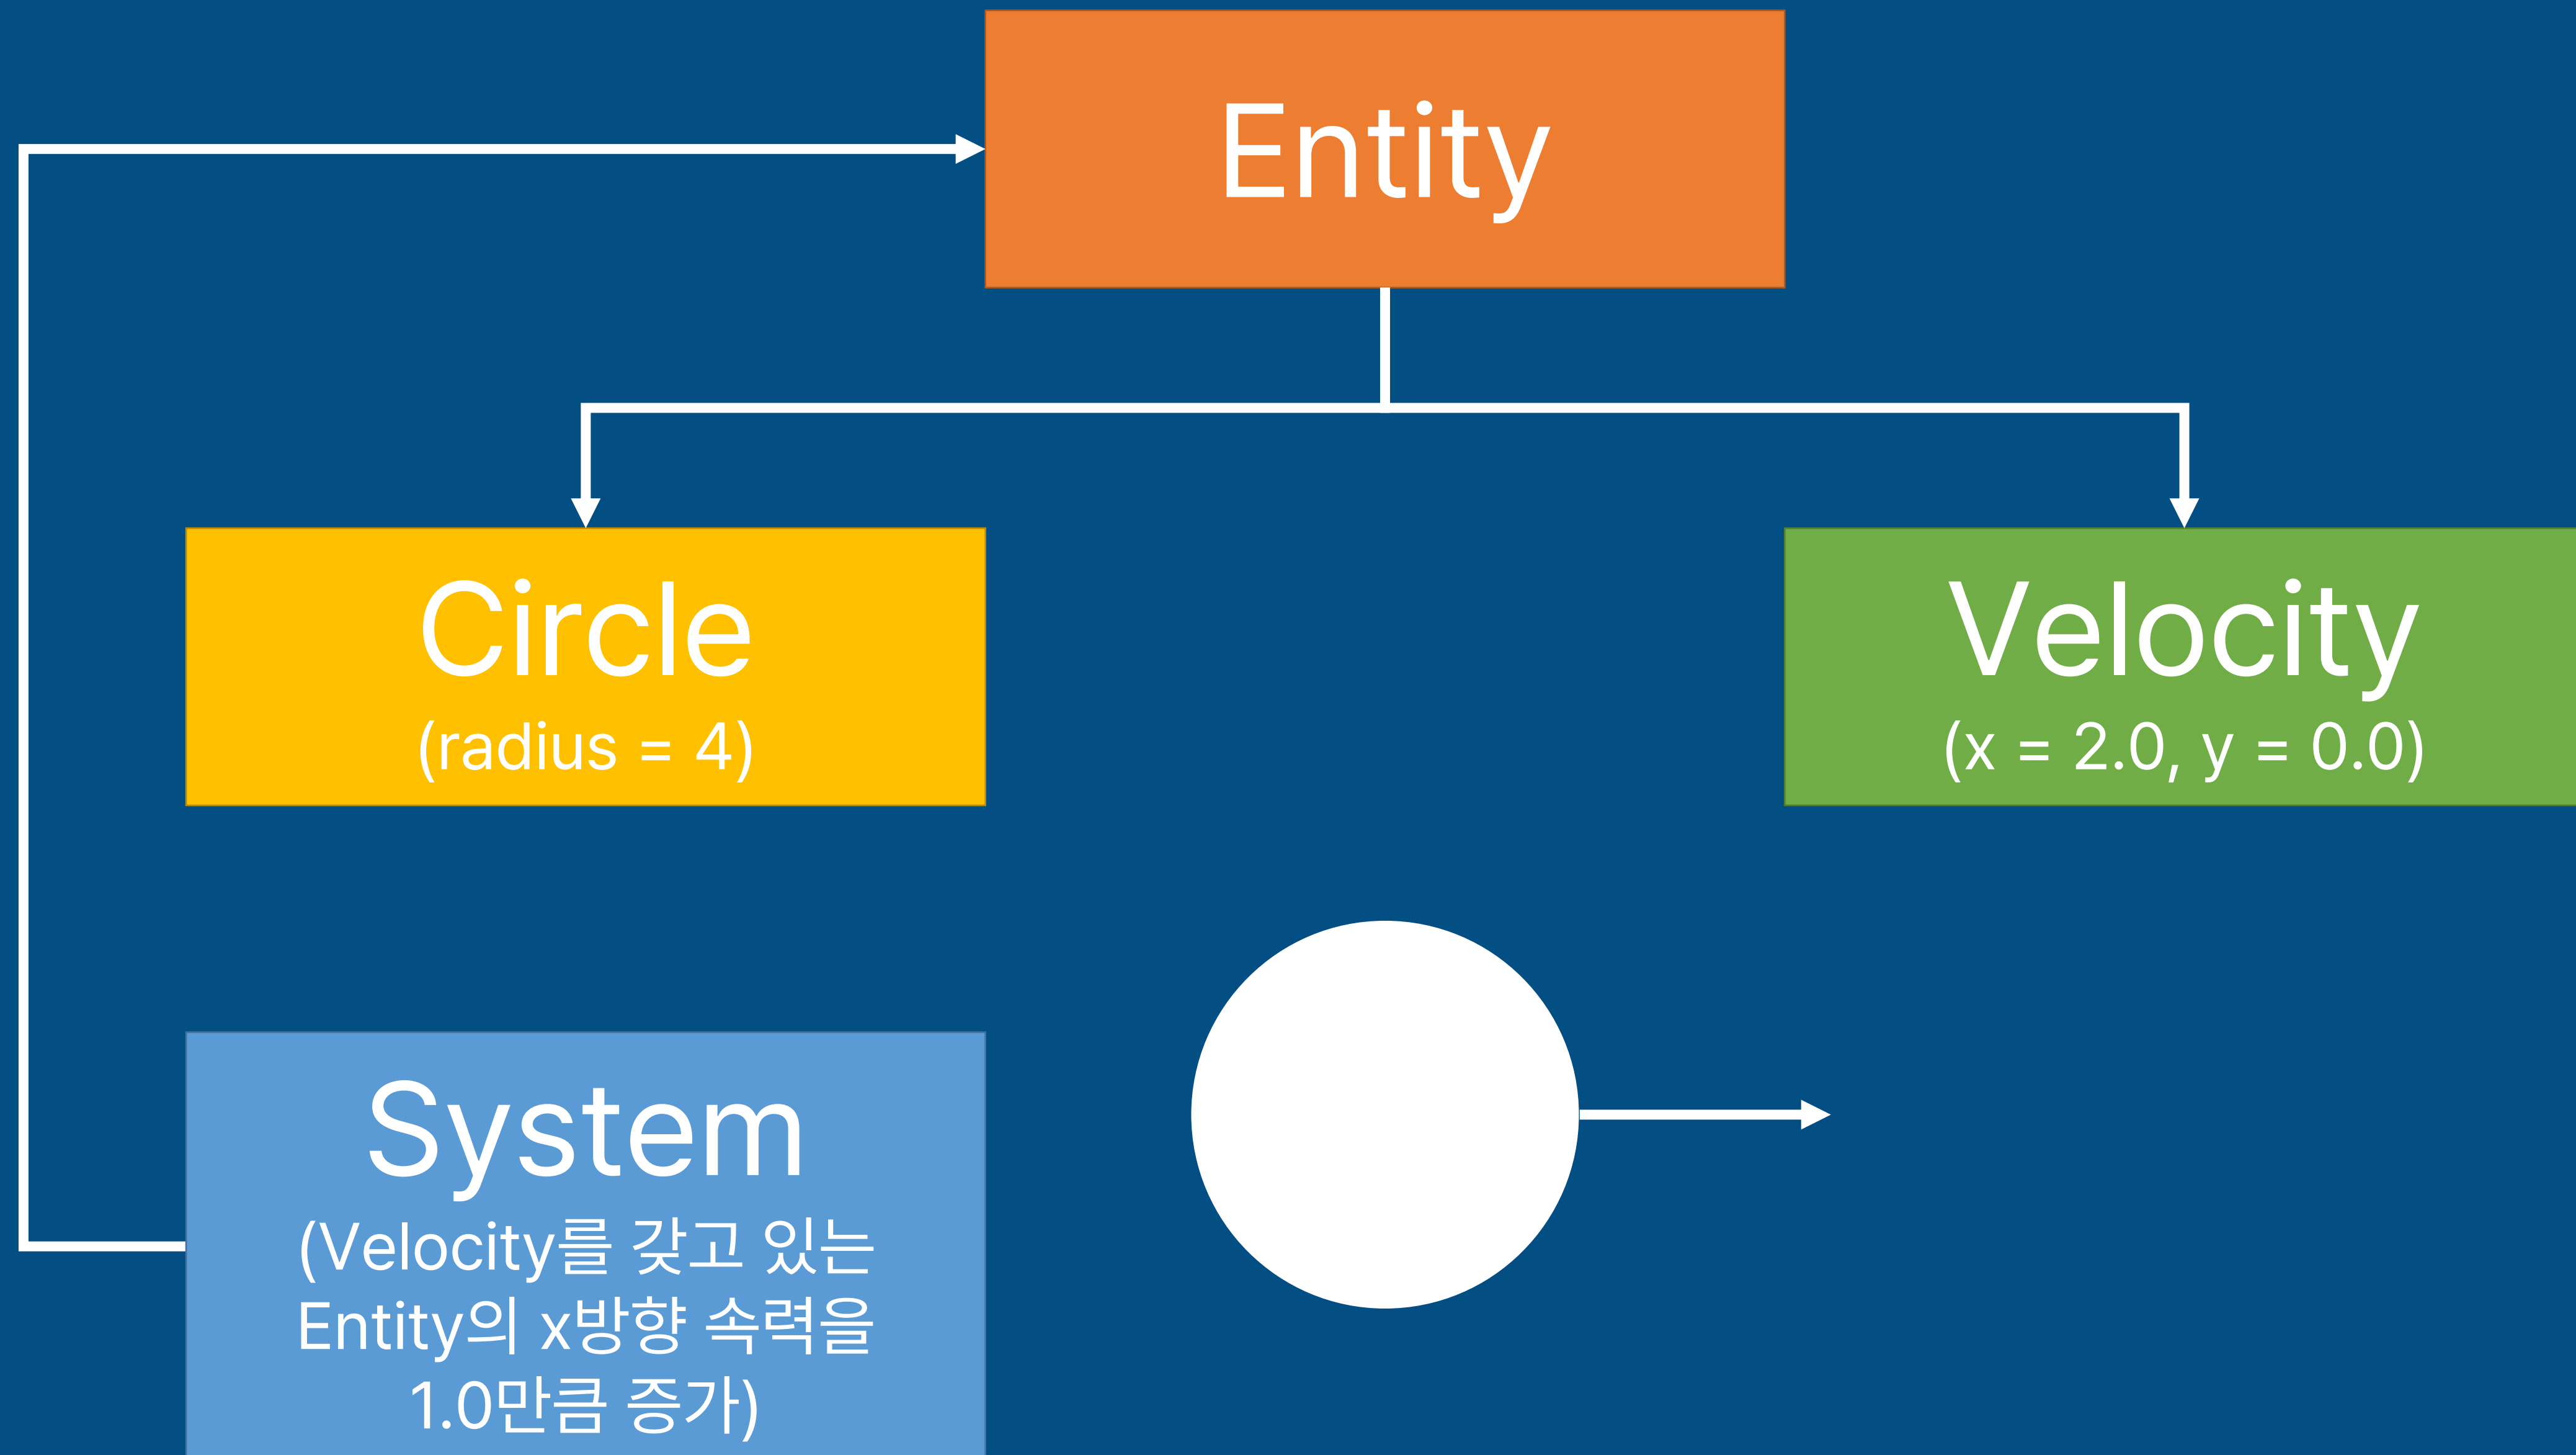 Entity
Circle
(radius = 4)
Velocity
(x = 2.0, y = 0.0)
System
(Velocity를 갖고 있는
Entity의 x방향 속력을
1.0만큼 증가)